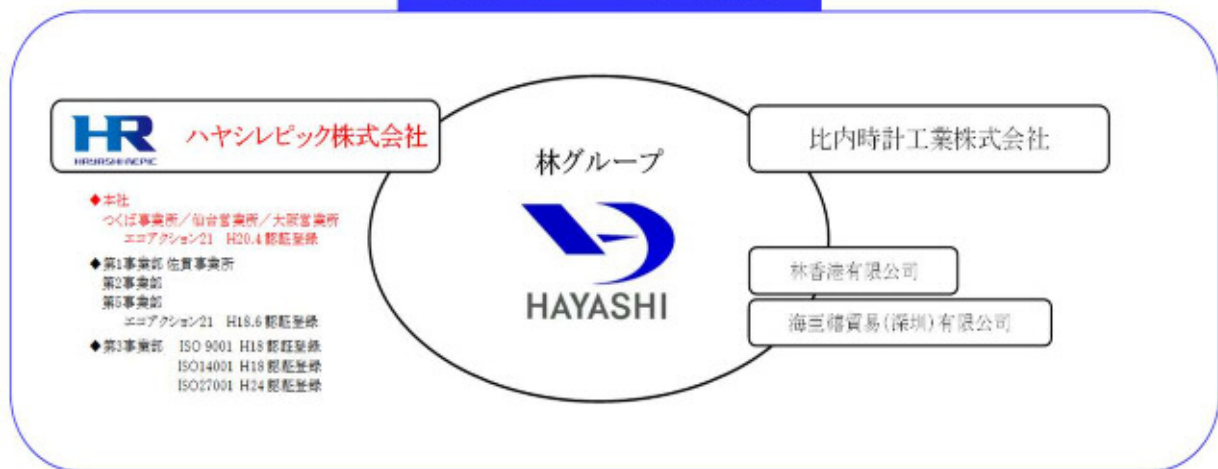 HR
HAYASHI-REPIC
ハヤシレピック株式会社
◆本社
つくば事業所／仙台営業所／大阪営業所
エコアクション21　H20.4 認証登録
◆第1事業部 佐貫事業所
第2事業部
第5事業部
エコアクション21　H18.6 認証登録
◆第3事業部　ISO 9001 H18 認証登録
ISO14001 H18 認証登録
ISO27001 H24 認証登録
林グループ
HAYASHI
比内時計工業株式会社
林香港有限公司
貿易(深圳)有限公司